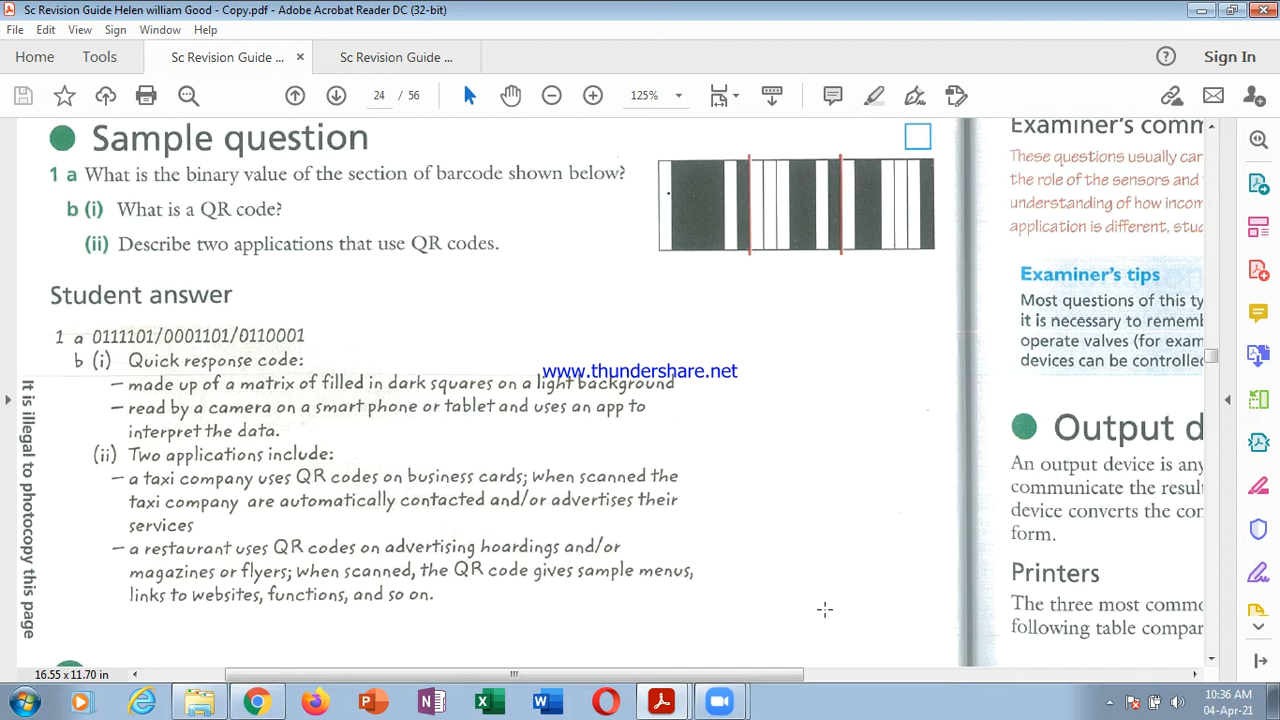 Sc Revision Guide Helen william Good - Copy.pdf - Adobe Acrobat Reader DC (32-bit)
File Edit View Sign Window Help
Home Tools Sc Revision Guide ... × Sc Revision Guide ... Sign In
24 / 56 125%
Sample question
1 a What is the binary value of the section of barcode shown below?
b (i) What is a QR code?
(ii) Describe two applications that use QR codes.
Student answer
1 a 0111101/0001101/0110001
b (i) Quick response code:
– made up of a matrix of filled in dark squares on a light background
– read by a camera on a smart phone or tablet and uses an app to
interpret the data.
(ii) Two applications include:
– a taxi company uses QR codes on business cards; when scanned the
taxi company are automatically contacted and/or advertises their
services
– a restaurant uses QR codes on advertising hoardings and/or
magazines or flyers; when scanned, the QR code gives sample menus,
links to websites, functions, and so on.
www.thundershare.net
It is illegal to photocopy this page
Examiner's comm
These questions usually can
the role of the sensors and
understanding of how incom
application is different, stud
Examiner's tips
Most questions of this ty
it is necessary to rememb
operate valves (for exam
devices can be controlled
Output d
An output device is any
communicate the result
device converts the con
form.
Printers
The three most commo
following table compar
16.55 x 11.70 in
10:36 AM
04-Apr-21